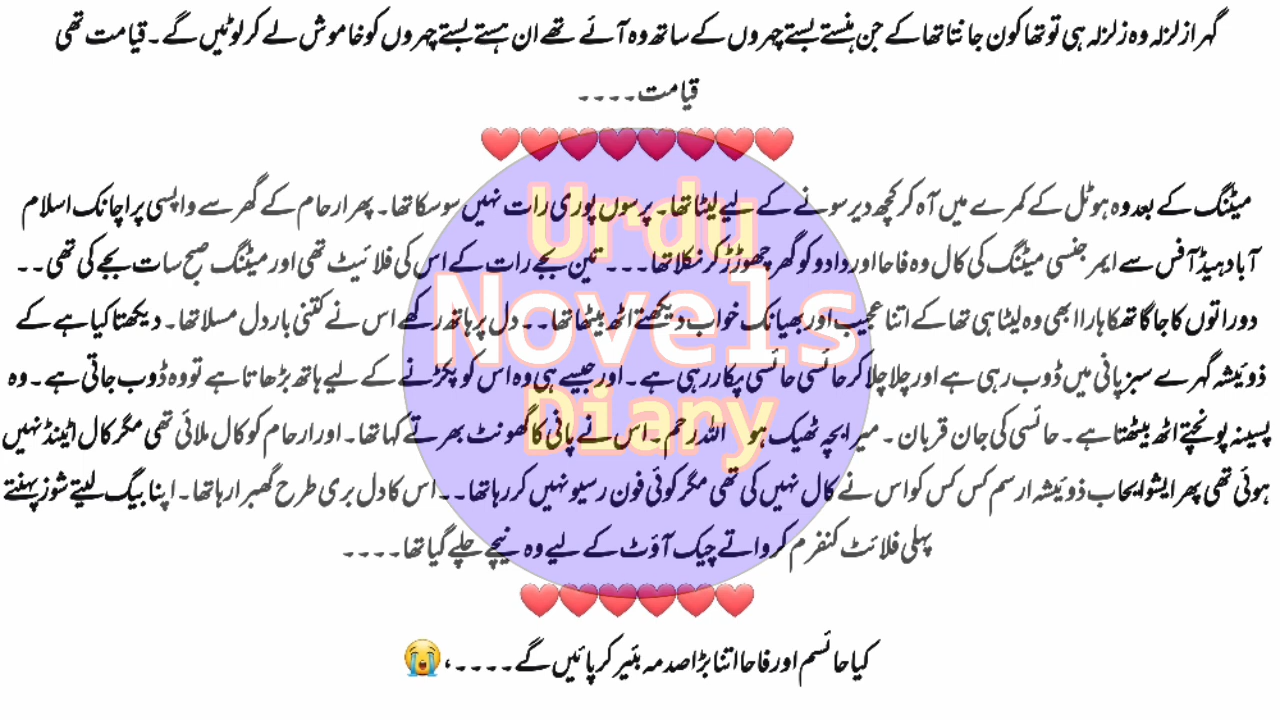 گہرا زلزلہ وہ زلزلہ ہی تو تھا کون جانتا تھا کے جن ہنستے بستے چہروں کے ساتھ وہ آئے تھے ان ہستے بستے چہروں کو خاموش لے کر لوٹیں گے۔ قیامت تھی
قیامت۔۔۔۔
❤️❤️❤️❤️❤️❤️❤️❤️
میٹنگ کے بعد وہ ہوٹل کے کمرے میں آہ کر کچھ دیر سونے کے لیے لیٹا تھا۔ پرسوں پوری رات نہیں سو سکا تھا۔ پھر ارحام کے گھر سے واپسی پر اچانک اسلام
آباد ہیڈ آفس سے ایمر جنسی میٹنگ کی کال وہ فاحا اور دادو کو گھر چھوڑڑ کر نکلا تھا۔۔۔ تین بجے رات کے اس کی فلائیٹ تھی اور میٹنگ صبح سات بجے کی تھی۔۔
دو راتوں کا جاگا تھکا ہارا ابھی وہ لیٹا ہی تھا کے اتنا عجیب اور بھیانک خواب دیکھتے اٹھ بیٹھا تھا۔۔ دل پر ہاتھ رکھے اس نے کتنی بار دل مسلا تھا۔ دیکھتا کیا ہے کے
ذوئیشہ گہرے سبز پانی میں ڈوب رہی ہے اور چلا چلا کر حائسی حائسی پکار رہی ہے۔ اور جیسے ہی وہ اس کو پکڑنے کے لیے ہاتھ بڑھاتا ہے تو وہ ڈوب جاتی ہے۔ وہ
پسینہ پونچتے اٹھ بیٹھتا ہے۔ حائسی کی جان قربان۔ میرا بچہ ٹھیک ہو اللہ رحم۔ اس نے پانی کا گھونٹ بھرتے کہا تھا۔ اور ارحام کو کال ملائی تھی مگر کال اٹینڈ نہیں
ہوئی تھی پھر ایشو ایحاب ذوئیشہ ارسم کس کس کو اس نے کال نہیں کی تھی مگر کوئی فون رسیو نہیں کر رہا تھا۔۔ اس کا دل بری طرح گھبرا رہا تھا۔ اپنا بیگ لیتے شوز پہنتے
پہلی فلائٹ کنفرم کرواتے چیک آؤٹ کے لیے وہ نیچے چلے گیا تھا۔۔۔۔
❤️❤️❤️❤️❤️❤️
کیا حائسم اور فاحا اتنا بڑا صدمہ بئیر کر پائیں گے۔۔۔۔، 😭
Urdu
Novels
Diary